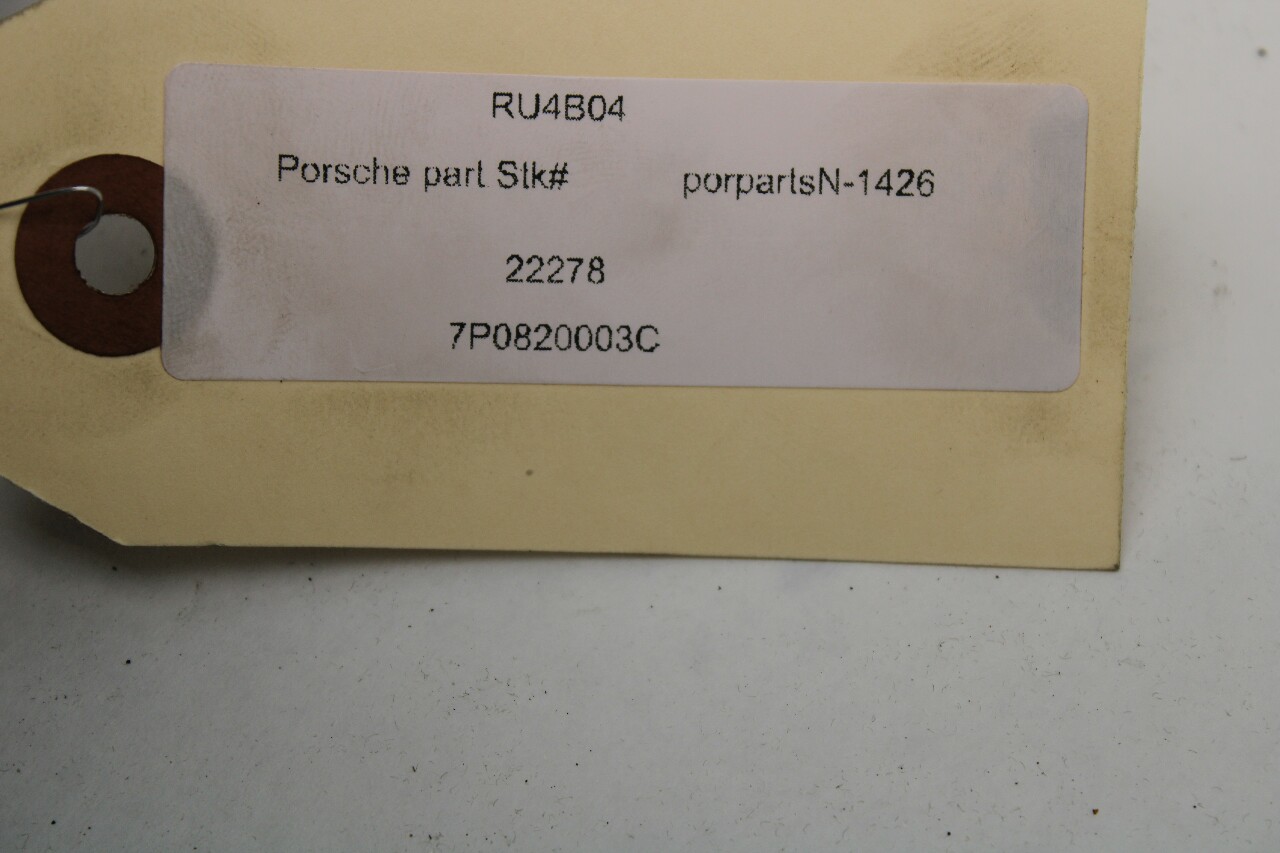 RU4B04
Porsche part Stk# porpartsN-1426
22278
7P0820003C